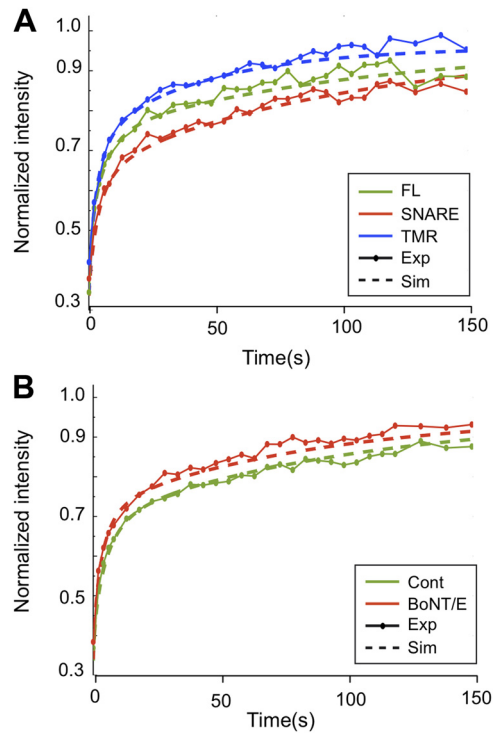 A
1.0
0.9
0.7
0.5
0.3
Normalized intensity
FL
SNARE
TMR
Exp
Sim
0
50
100
150
Time(s)
B
1.0
0.9
0.7
0.5
0.3
Normalized intensity
Cont
BoNT/E
Exp
Sim
0
50
100
150
Time(s)